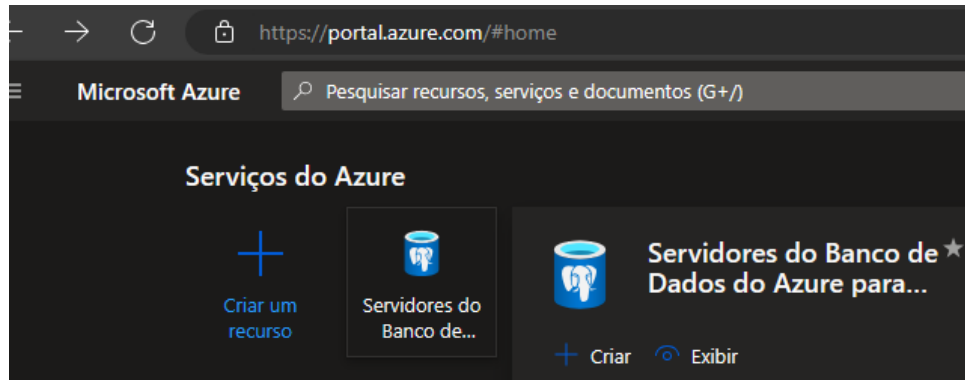 https://portal.azure.com/#home
Microsoft Azure
Pesquisar recursos, serviços e documentos (G+/)
Serviços do Azure
Criar um
recurso
Servidores do
Banco de...
Servidores do Banco de
Dados do Azure para...
Criar
Exibir